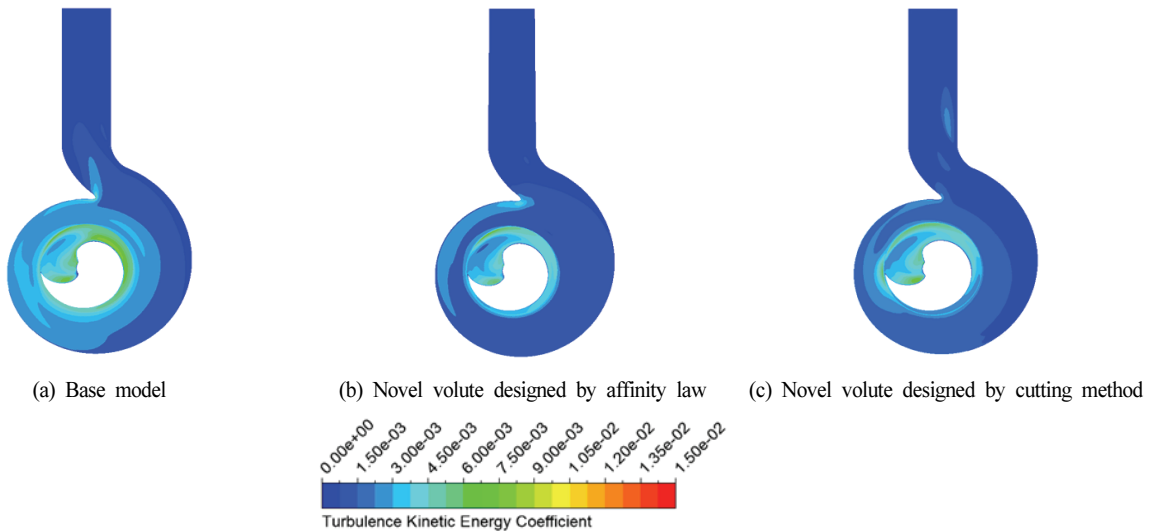 (a) Base model
(b) Novel volute designed by affinity law
(c) Novel volute designed by cutting method
0.00e+00
1.50e-03
3.00e-03
4.50e-03
6.00e-03
7.50e-03
9.00e-03
1.05e-02
1.20e-02
1.35e-02
1.50e-02
Turbulence Kinetic Energy Coefficient